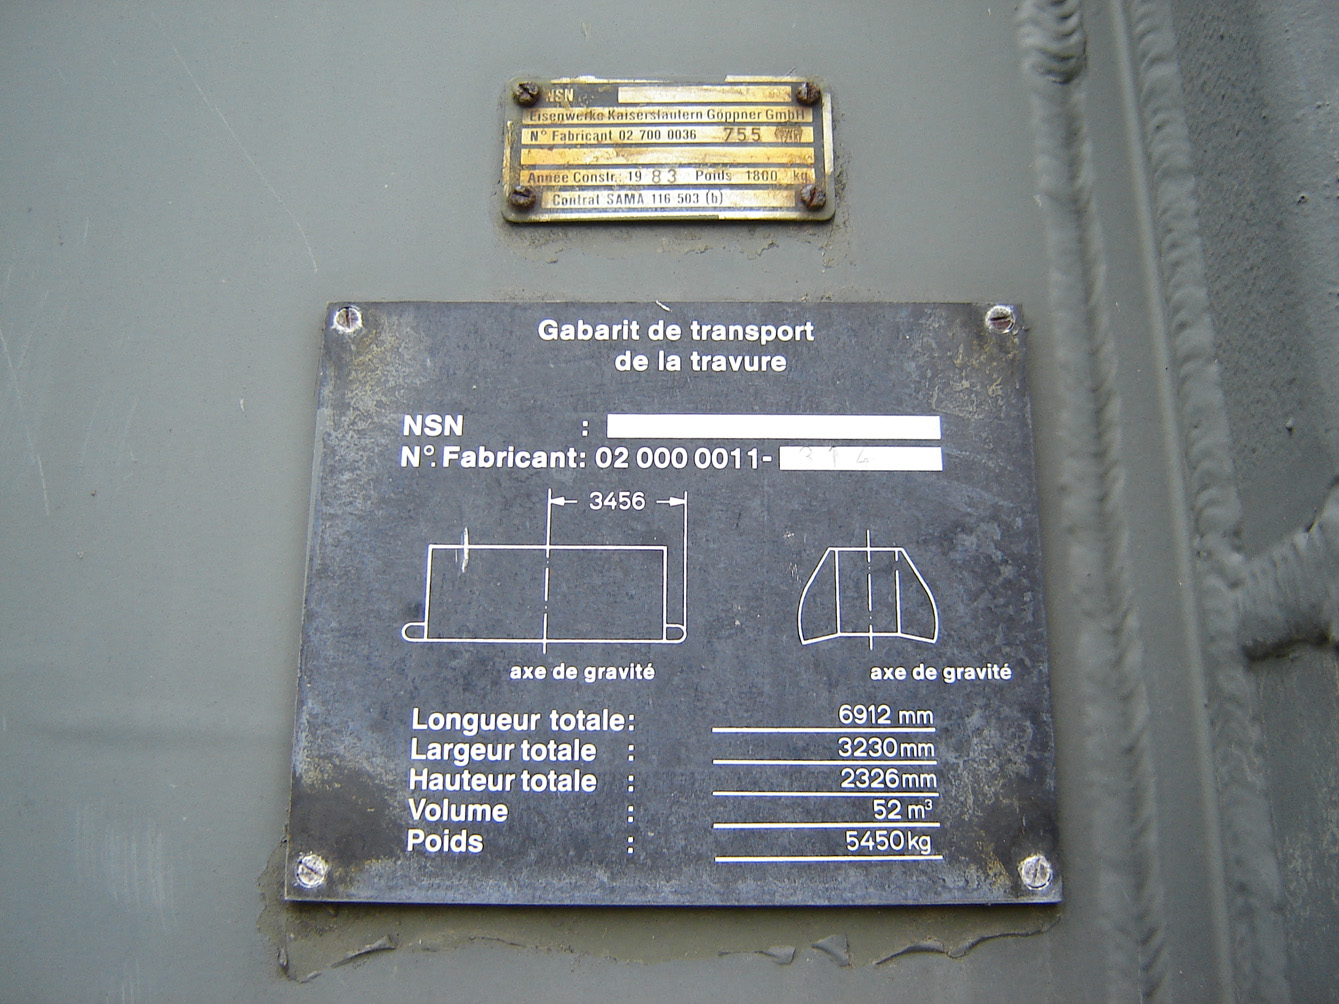 NSN
Eisenwerke Kaiserslautern Göppner GmbH
N° Fabricant 02 700 0036 755
Année Constr.: 19 83 Poids 1800 kg
Contrat SAMA 116 503 (b)
Gabarit de transport
de la travure
NSN :
N°. Fabricant: 02 000 0011-
3456
axe de gravité axe de gravité
Longueur totale: 6912 mm
Largeur totale : 3230 mm
Hauteur totale : 2326 mm
Volume : 52 m³
Poids : 5450 kg